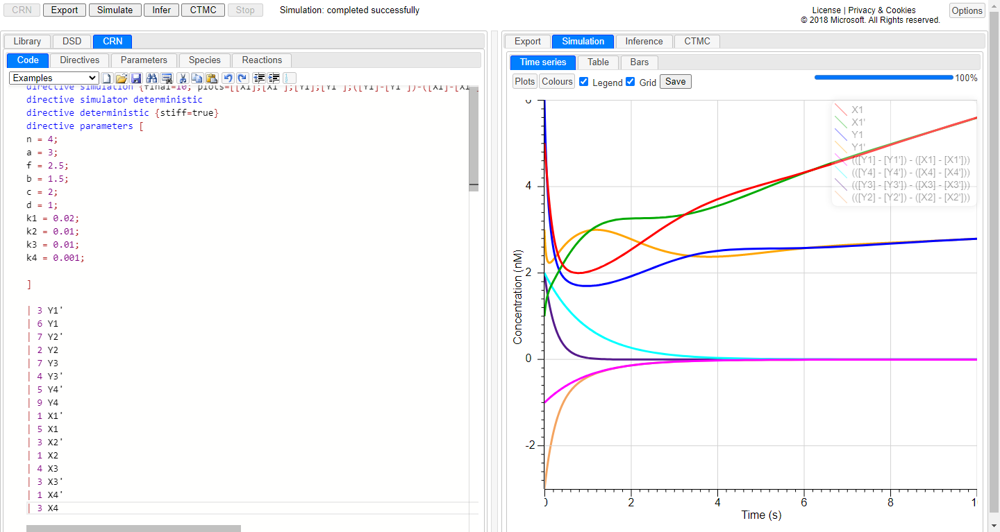 CRN Export Simulate Infer CTMC Stop Simulation: completed successfully
License | Privacy & Cookies
© 2018 Microsoft. All Rights reserved.
Options
Library DSD CRN
Code Directives Parameters Species Reactions
Examples
directive simulation {final=10; plots=[[X1];[X1'];[Y1];[Y1'];([Y1]-[Y1'])-([X1]-[X1
directive simulator deterministic
directive deterministic {stiff=true}
directive parameters [
n = 4;
a = 3;
f = 2.5;
b = 1.5;
c = 2;
d = 1;
k1 = 0.02;
k2 = 0.01;
k3 = 0.01;
k4 = 0.001;
]
| 3 Y1'
| 6 Y1
| 7 Y2'
| 2 Y2
| 7 Y3
| 4 Y3'
| 5 Y4'
| 9 Y4
| 1 X1'
| 5 X1
| 3 X2'
| 1 X2
| 4 X3
| 3 X3'
| 1 X4'
| 3 X4
Export Simulation Inference CTMC
Time series Table Bars
Plots Colours Legend Grid Save 100%
X1
X1'
Y1
Y1'
(([Y1] - [Y1']) - ([X1] - [X1']))
(([Y4] - [Y4']) - ([X4] - [X4']))
(([Y3] - [Y3']) - ([X3] - [X3']))
(([Y2] - [Y2']) - ([X2] - [X2']))
6
4
2
0
-2
Concentration (nM)
0 2 4 6 8 1
Time (s)